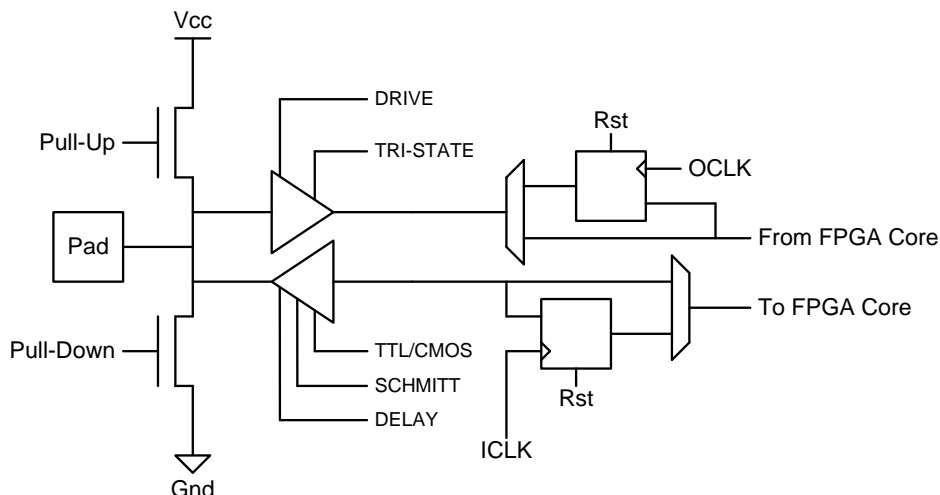 Vcc
DRIVE
Rst
Pull-Up
TRI-STATE
OCLK
Pad
From FPGA Core
To FPGA Core
Pull-Down
TTL/CMOS
SCHMITT
Rst
DELAY
ICLK
Gnd